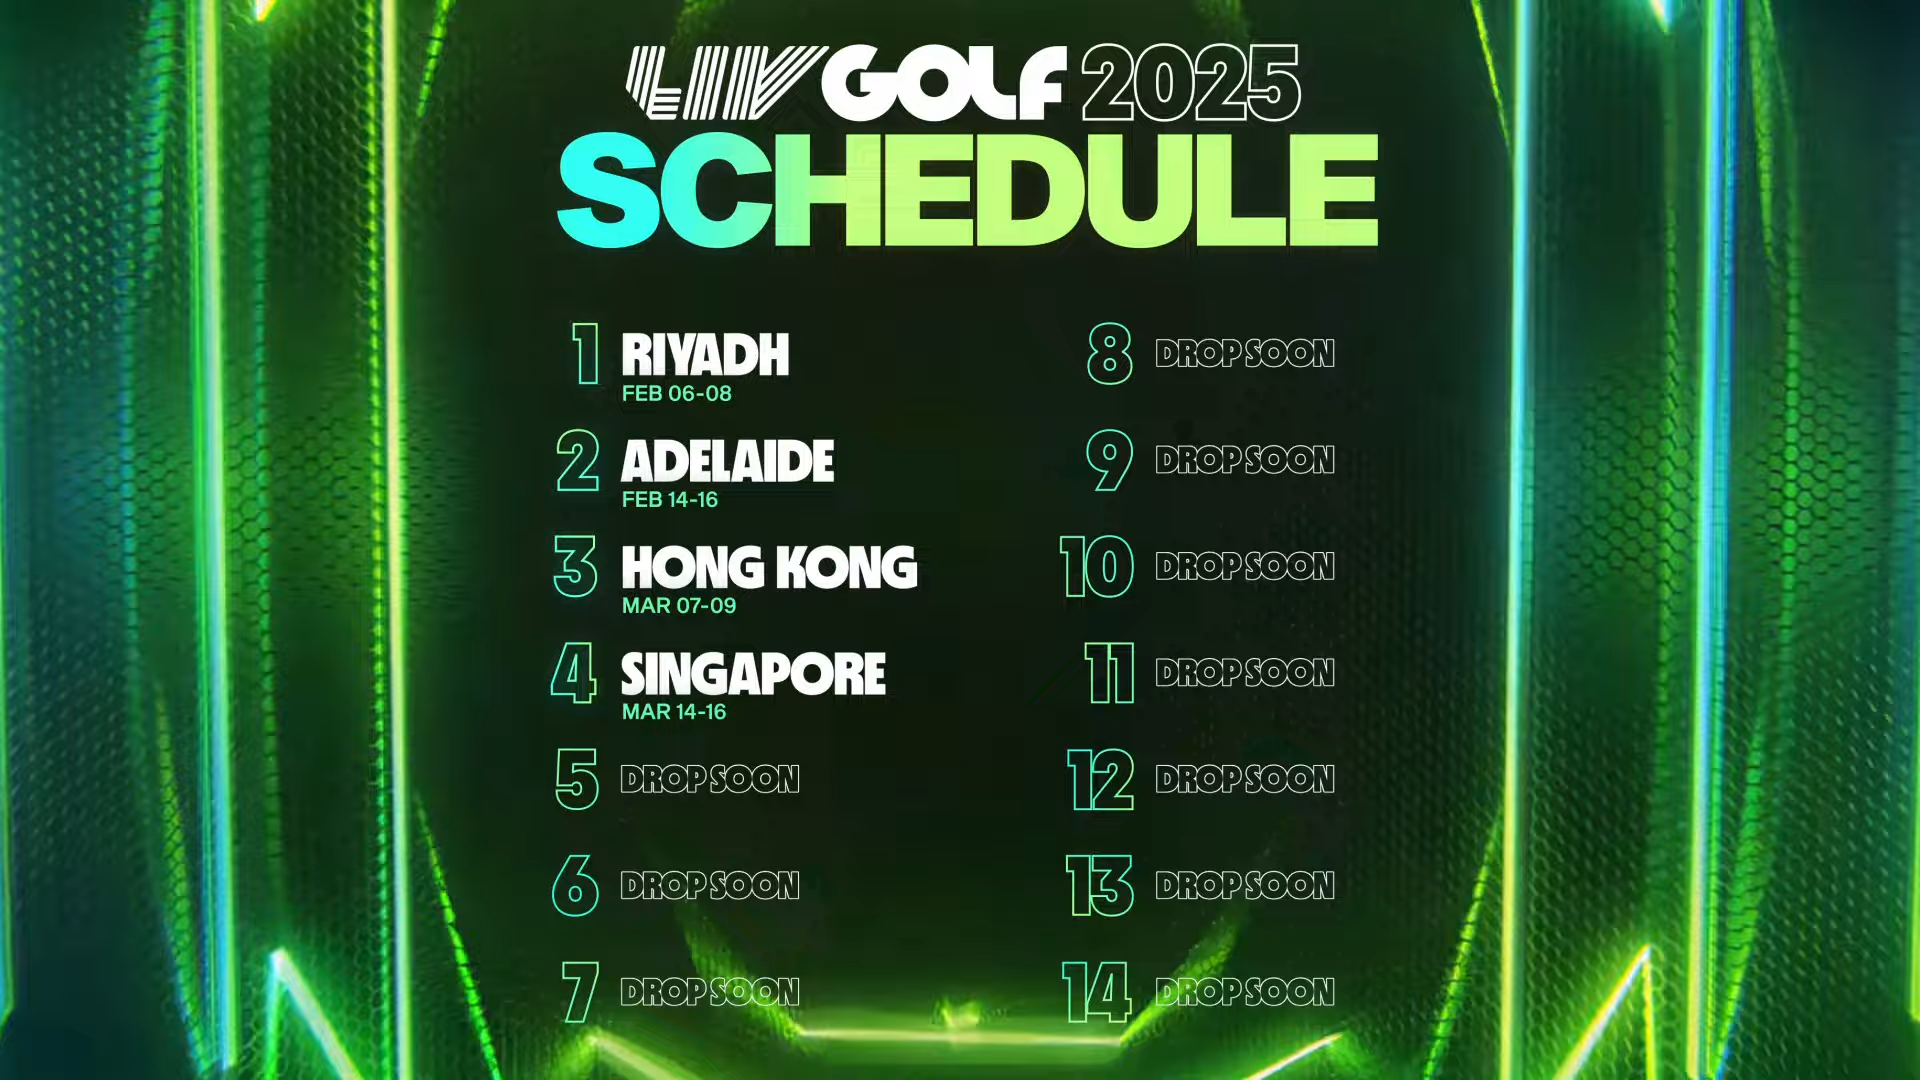 LIV GOLF 2025
SCHEDULE
1 RIYADH
FEB 06-08
2 ADELAIDE
FEB 14-16
3 HONG KONG
MAR 07-09
4 SINGAPORE
MAR 14-16
5 DROP SOON
6 DROP SOON
7 DROP SOON
8 DROP SOON
9 DROP SOON
10 DROP SOON
11 DROP SOON
12 DROP SOON
13 DROP SOON
14 DROP SOON